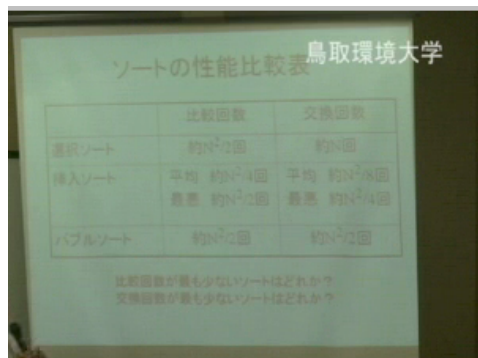 鳥取環境大学
ソートの性能比較表
比較回数 交換回数
選択ソート 約N²/2回 約N回
挿入ソート 平均 約N²/4回 平均 約N²/8回
最悪 約N²/2回 最悪 約N²/4回
バブルソート 約N²/2回 約N²/2回
比較回数が最も少ないソートはどれか?
交換回数が最も少ないソートはどれか?